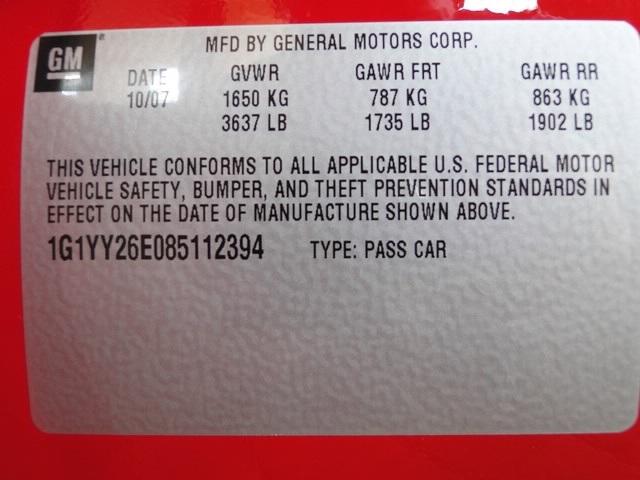 GM®
MFD BY GENERAL MOTORS CORP.
DATE GVWR GAWR FRT GAWR RR
10/07 1650 KG 787 KG 863 KG
3637 LB 1735 LB 1902 LB
THIS VEHICLE CONFORMS TO ALL APPLICABLE U.S. FEDERAL MOTOR
VEHICLE SAFETY, BUMPER, AND THEFT PREVENTION STANDARDS IN
EFFECT ON THE DATE OF MANUFACTURE SHOWN ABOVE.
1G1YY26E085112394 TYPE: PASS CAR